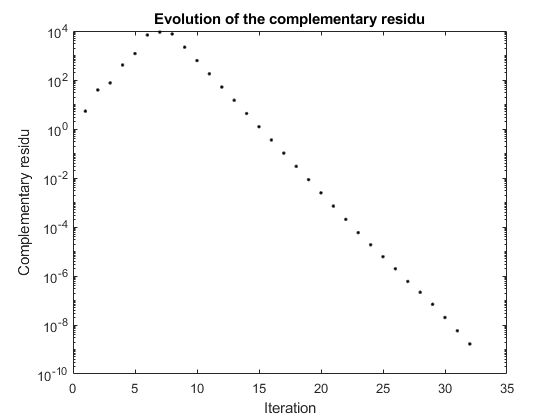 Evolution of the complementary residu
Complementary residu
10^4
10^2
10^0
10^-2
10^-4
10^-6
10^-8
10^-10
0 5 10 15 20 25 30 35
Iteration